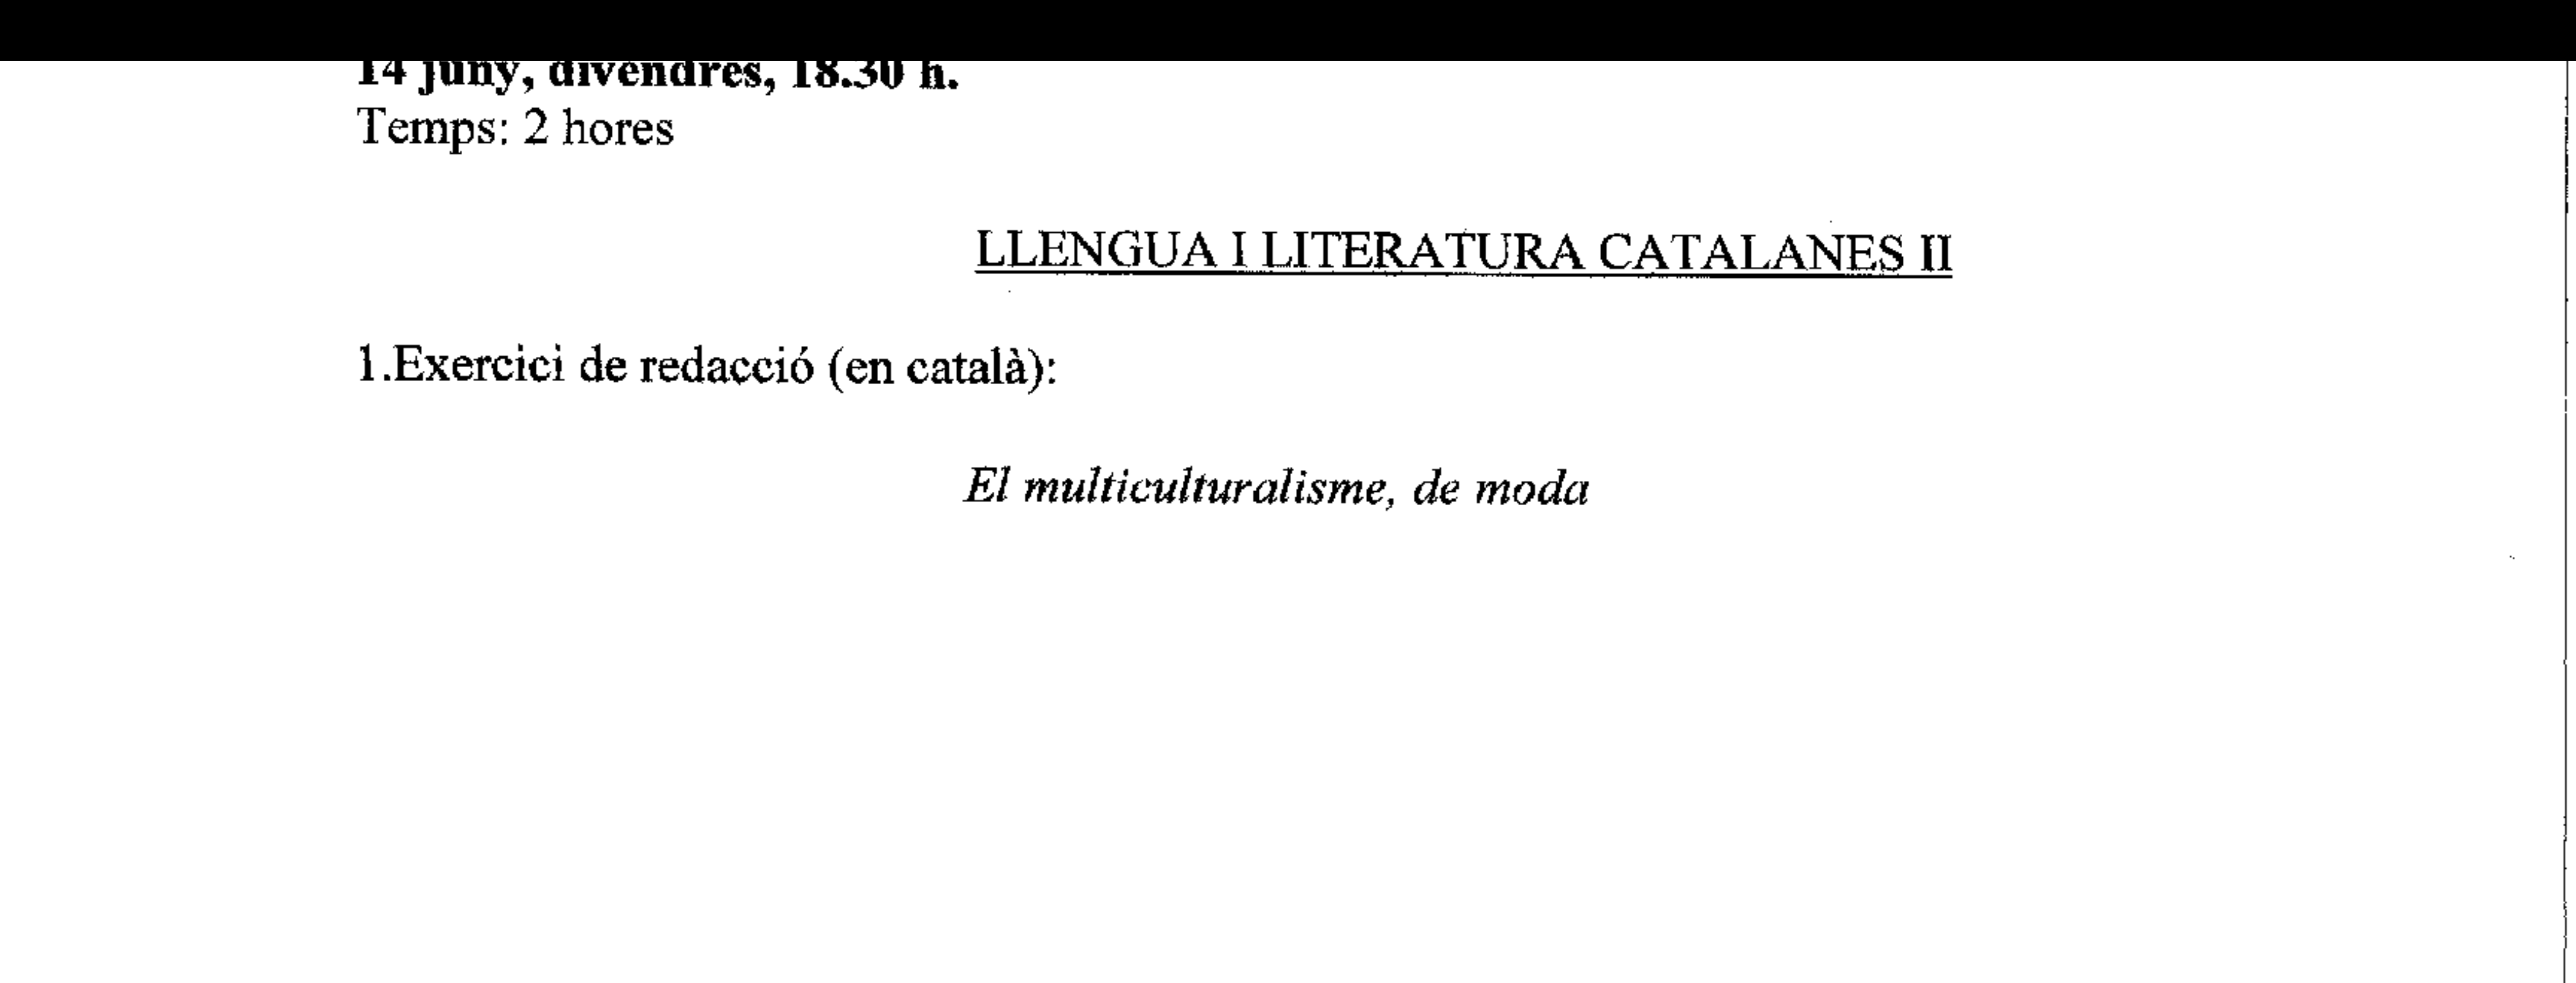 14 juny, divendres, 18.30 h.
Temps: 2 hores
LLENGUA I LITERATURA CATALANES II
1.Exercici de redacció (en català):
El multiculturalisme, de moda